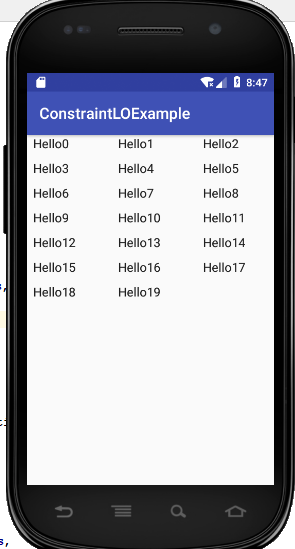 8:47
ConstraintLOExample
Hello0 Hello1 Hello2
Hello3 Hello4 Hello5
Hello6 Hello7 Hello8
Hello9 Hello10 Hello11
Hello12 Hello13 Hello14
Hello15 Hello16 Hello17
Hello18 Hello19